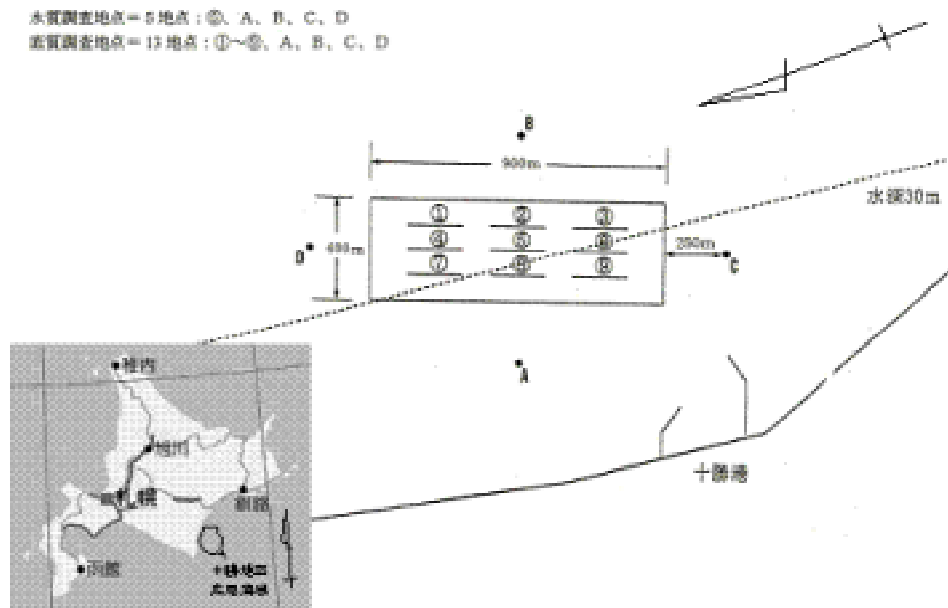 水質調査地点=5地点:⑤、A、B、C、D
底質調査地点=13地点:①~⑨、A、B、C、D
B
900m
水深30m
① ② ③
D 400m ④ ⑤ ⑥ 200m C
⑦ ⑧ ⑨
A
稚内
旭川
十勝港
札幌
釧路
函館